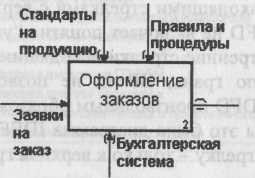 Стандарты
на
продукцию
Правила и
процедуры
Оформление
заказов
2
Заявки
на
заказ
Бухгалтерская
система